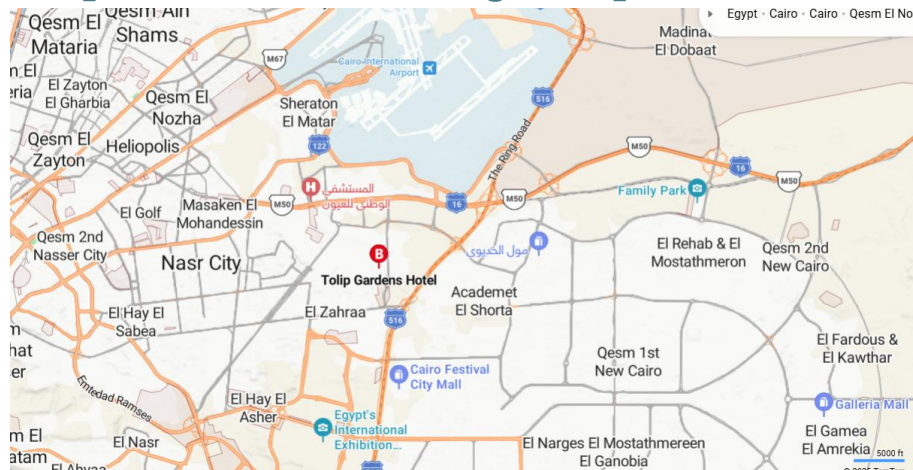 Egypt • Cairo • Cairo • Qesm El No
Qesm El
Mataria
Qesm Ain
Shams
Madinat
El Dobaat
M67
Cairo International
Airport
El Zayton
El Gharbia
Qesm El
Nozha
Sheraton
El Matar
516
The Ring Road
Qesm El
Zayton
Heliopolis
122
M50
16
Family Park
M50
المستشفى
الوطني للعيون
M50
16
M50
El Golf
Masaken El
Mohandessin
Qesm 2nd
Nasser City
Nasr City
Tolip Gardens Hotel
مول الخديوي
El Rehab & El
Mostathmeron
Qesm 2nd
New Cairo
Academet
El Shorta
El Hay El
Sabea
El Zahraa
516
Qesm 1st
New Cairo
El Fardous &
El Kawthar
Cairo Festival
City Mall
Emtedad Ramses
El Hay El
Asher
Egypt's
International
Exhibition...
Galleria Mall
El Nasr
El Narges El Mostathmereen
El Ganobia
El Gamea
El Amrekia
5000 ft
516